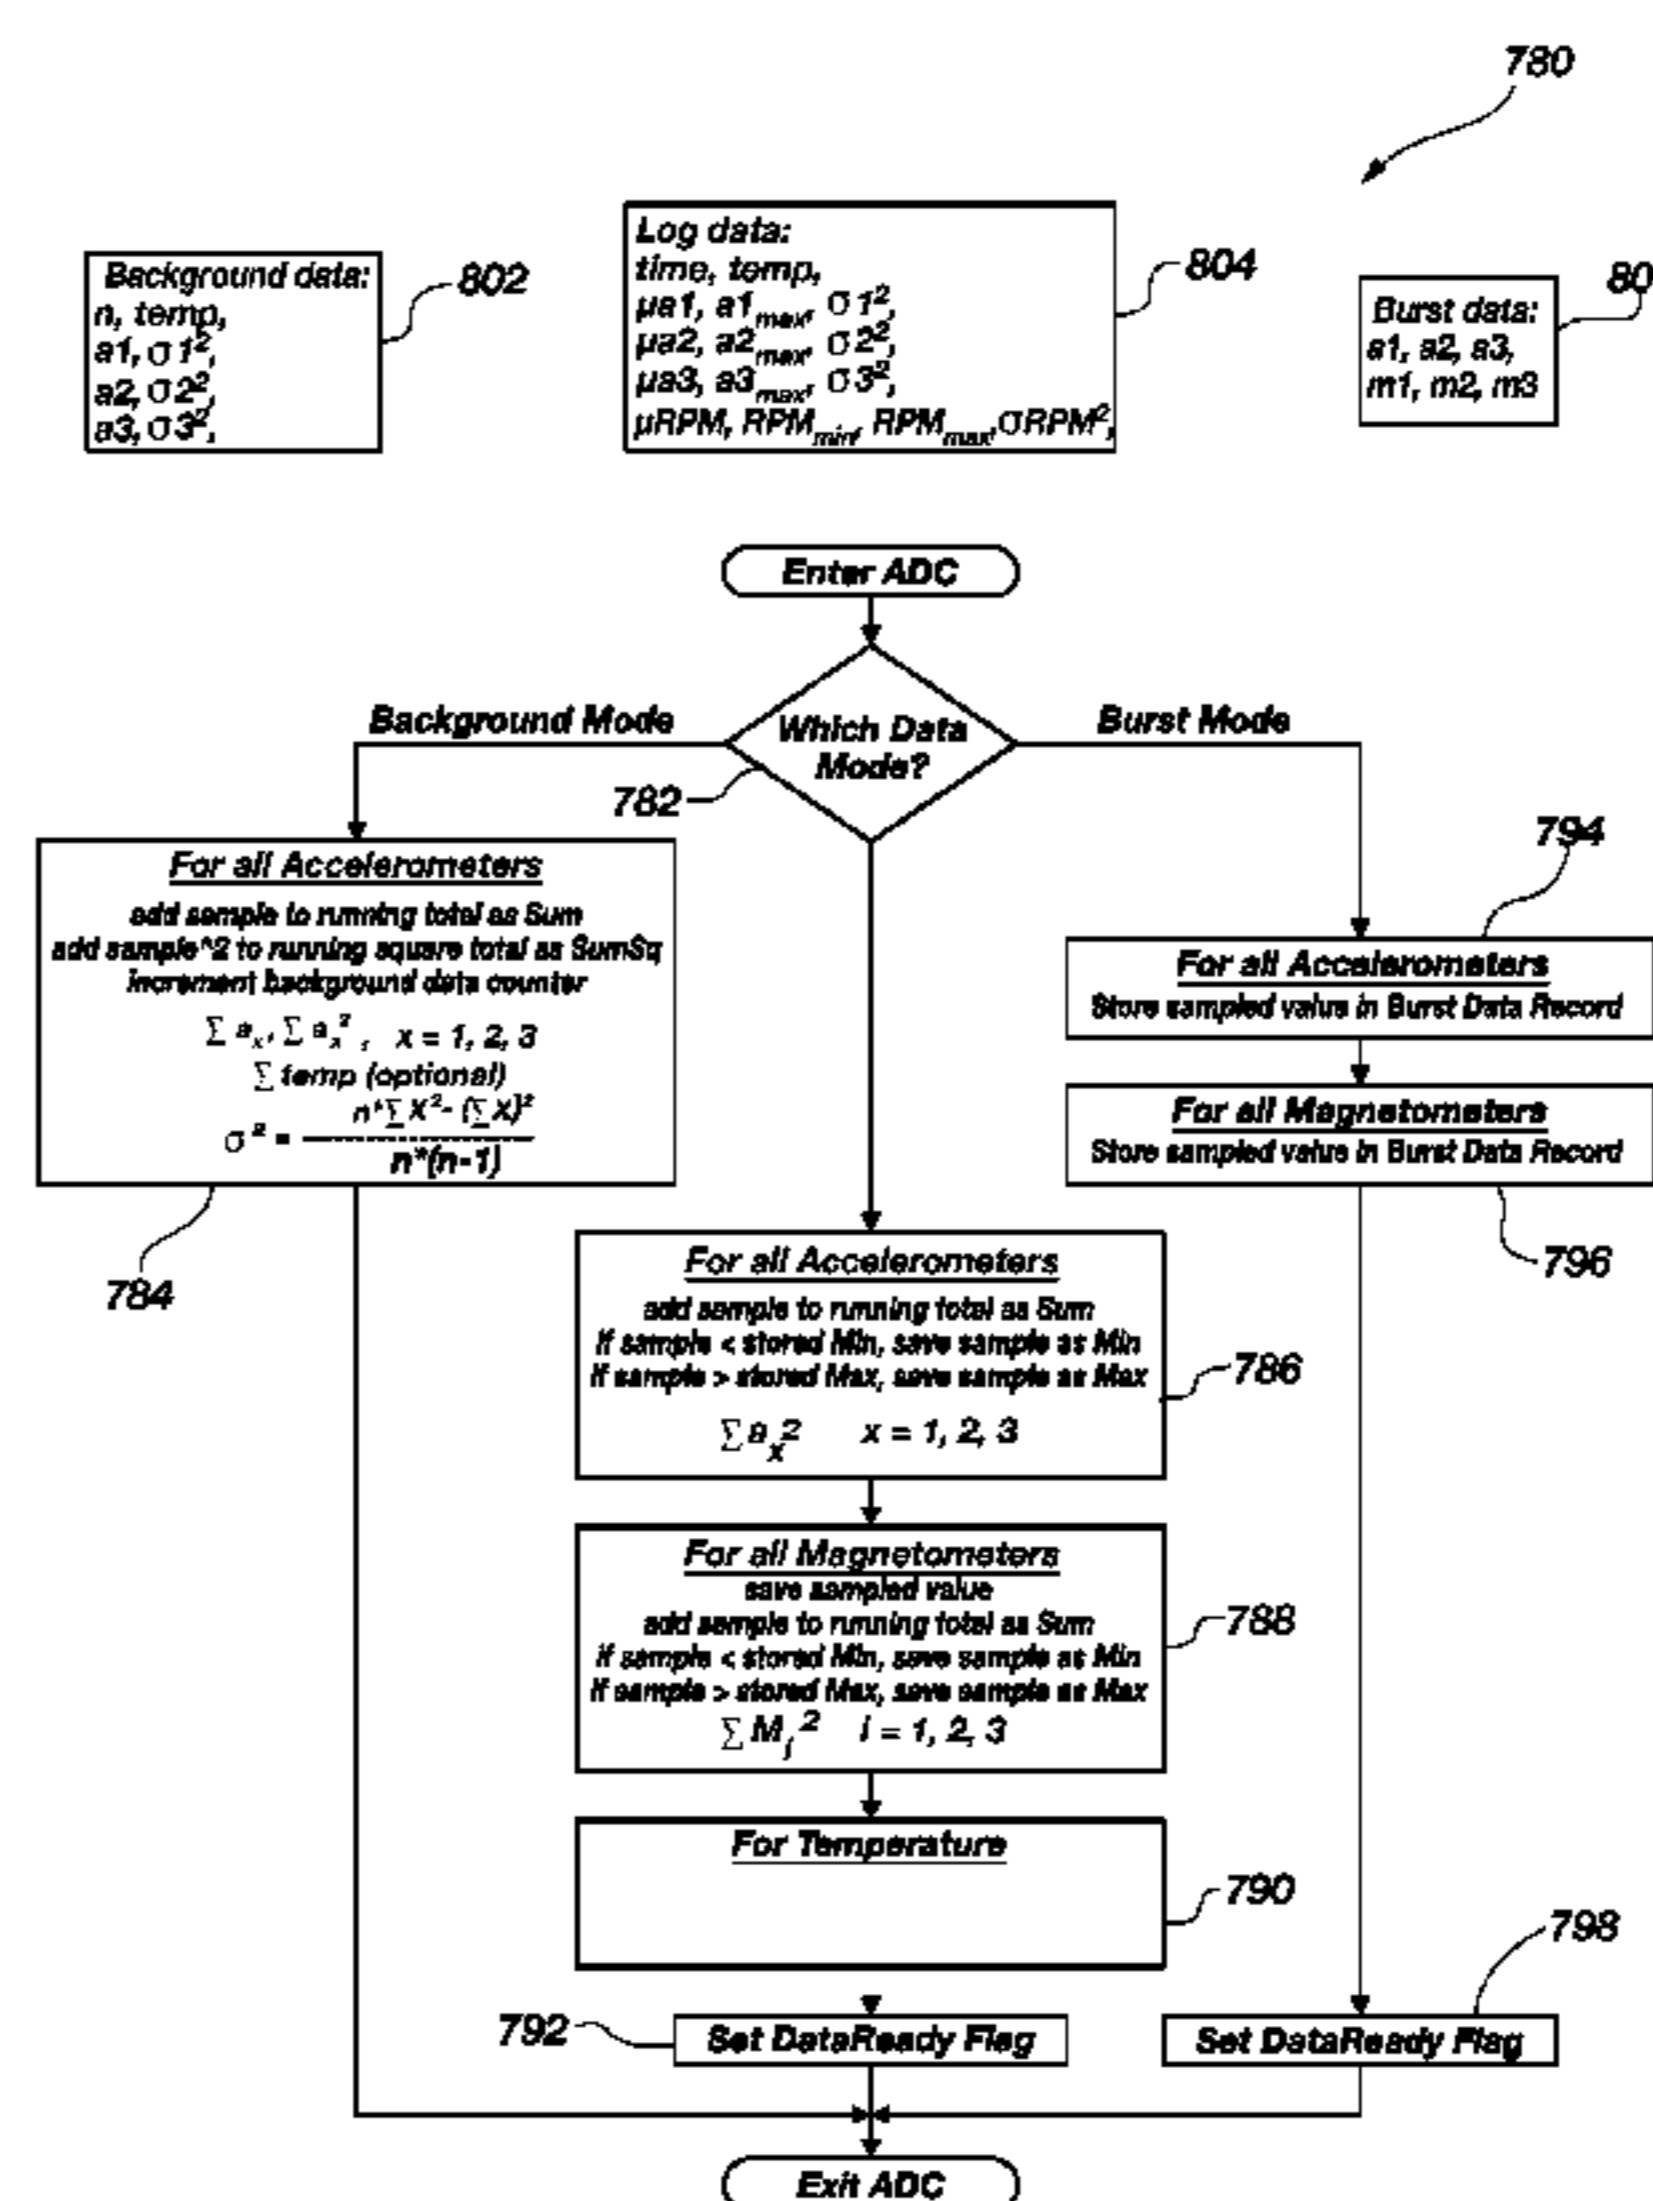 780
Background data:
n, temp,
a1, σ1²,
a2, σ2²,
a3, σ3²,
802
Log data:
time, temp,
μa1, a1max, σ1²,
μa2, a2max, σ2²,
μa3, a3max, σ3²,
μRPM, RPMmin, RPMmax, σRPM²,
804
Burst data:
a1, a2, a3,
m1, m2, m3
80
Enter ADC
Background Mode
Which Data
Mode?
Burst Mode
782
For all Accelerometers
add sample to running total as Sum
add sample^2 to running square total as SumSq
increment background data counter
∑ aₓ, ∑ aₓ², x = 1, 2, 3
∑ temp (optional)
σ² = n*∑X²-(∑X)²
n*(n-1)
784
794
For all Accelerometers
Store sampled value in Burst Data Record
For all Magnetometers
Store sampled value in Burst Data Record
796
For all Accelerometers
add sample to running total as Sum
if sample < stored Min, save sample as Min
if sample > stored Max, save sample as Max
∑ aₓ² x = 1, 2, 3
786
For all Magnetometers
save sampled value
add sample to running total as Sum
if sample < stored Min, save sample as Min
if sample > stored Max, save sample as Max
∑ Mᵢ² i = 1, 2, 3
788
For Temperature
790
792
Set DataReady Flag
798
Set DataReady Flag
Exit ADC